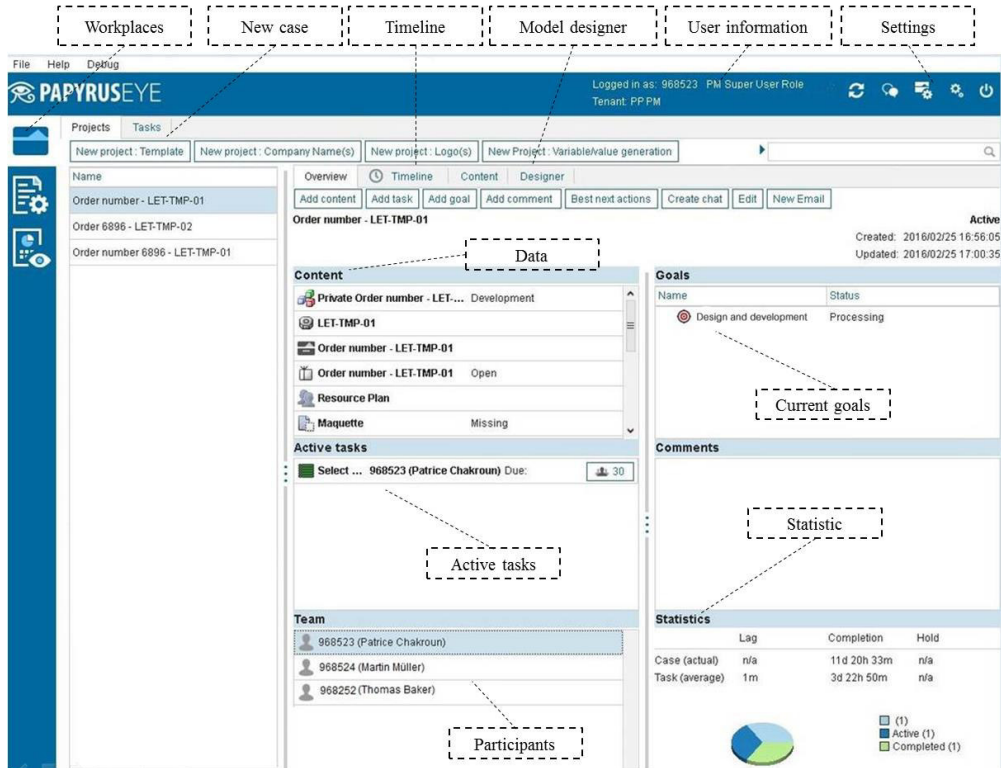 Workplaces New case Timeline Model designer User information Settings
File Help Debug
PAPYRUSEYE
Logged in as: 968523 PM Super User Role
Tenant: PP PM
Projects Tasks
New project : Template New project : Company Name(s) New project : Logo(s) New Project : Variable/value generation
Name
Order number - LET-TMP-01
Order 6896 - LET-TMP-02
Order number 6896 - LET-TMP-01
Overview Timeline Content Designer
Add content Add task Add goal Add comment Best next actions Create chat Edit New Email
Order number - LET-TMP-01
Active
Created: 2016/02/25 16:56:05
Updated: 2016/02/25 17:00:35
Data
Content
Private Order number - LET-... Development
LET-TMP-01
Order number - LET-TMP-01
Order number - LET-TMP-01 Open
Resource Plan
Maquette Missing
Goals
Name Status
Design and development Processing
Current goals
Active tasks
Select ... 968523 (Patrice Chakroun) Due: 30
Active tasks
Comments
Statistic
Team
968523 (Patrice Chakroun)
968524 (Martin Müller)
968252 (Thomas Baker)
Participants
Statistics
Lag Completion Hold
Case (actual) n/a 11d 20h 33m n/a
Task (average) 1m 3d 22h 50m n/a
(1)
Active (1)
Completed (1)